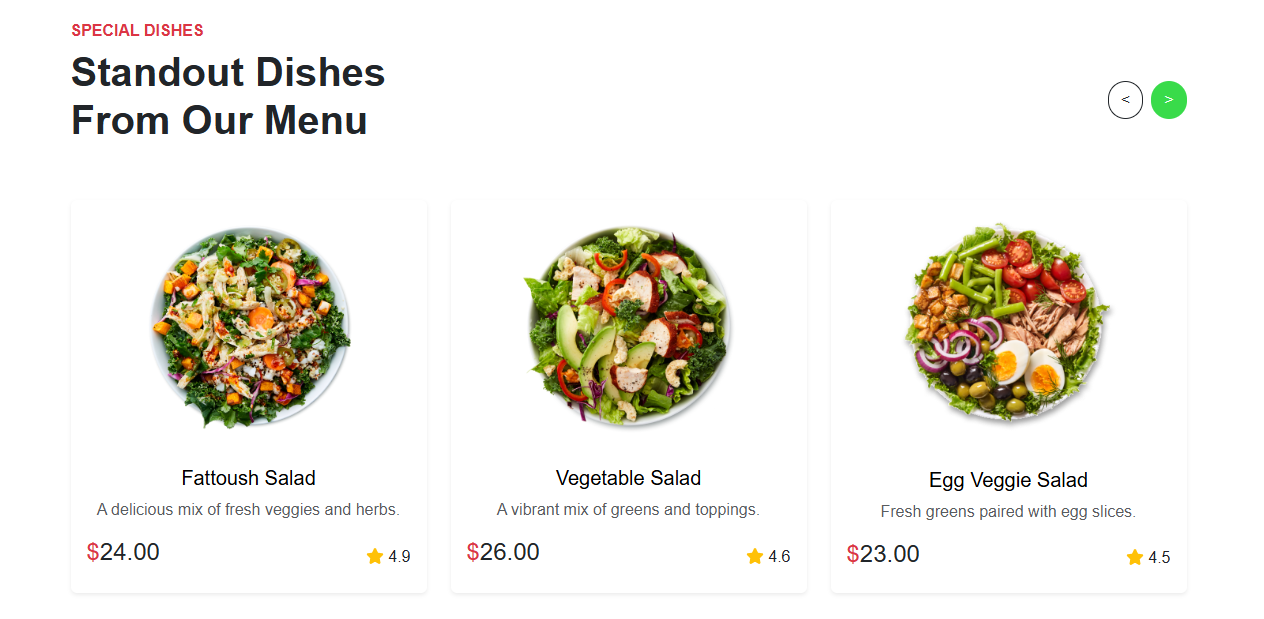 SPECIAL DISHES
Standout Dishes
From Our Menu
< >
Fattoush Salad
A delicious mix of fresh veggies and herbs.
$24.00 4.9
Vegetable Salad
A vibrant mix of greens and toppings.
$26.00 4.6
Egg Veggie Salad
Fresh greens paired with egg slices.
$23.00 4.5